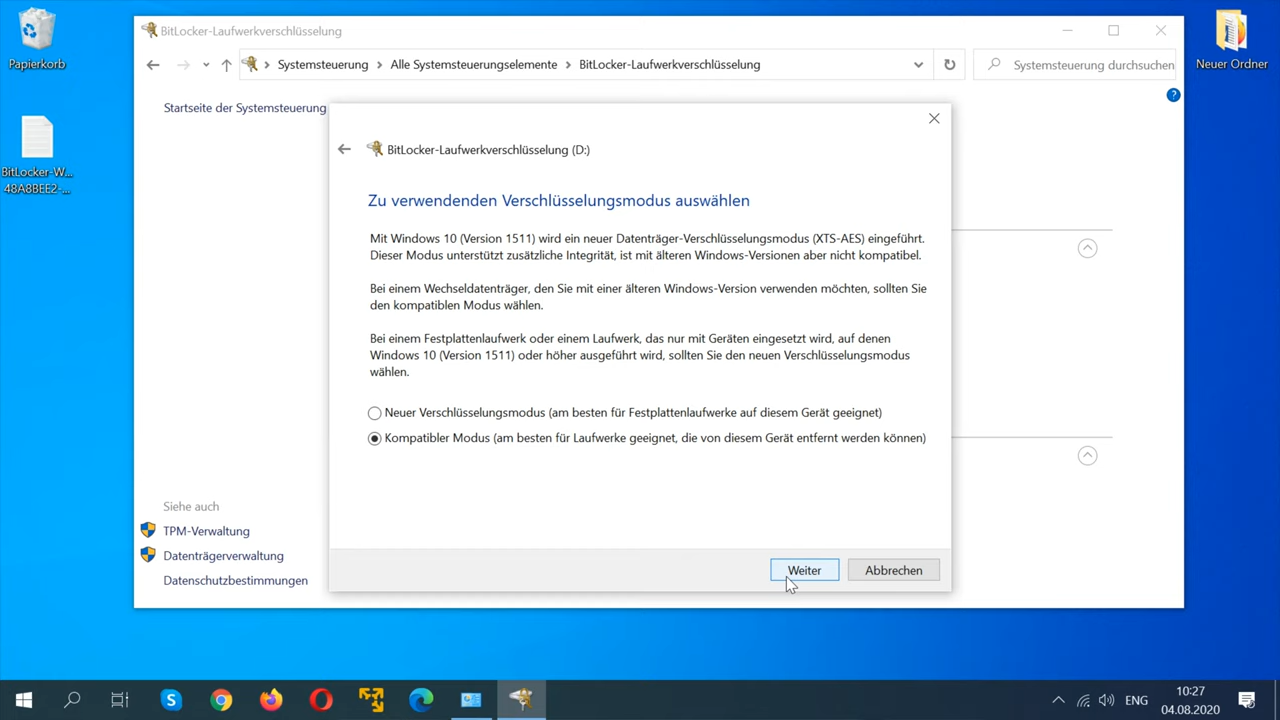 Papierkorb
BitLocker-W...
48A8BEE2-...
Neuer Ordner
BitLocker-Laufwerkverschlüsselung
Systemsteuerung > Alle Systemsteuerungselemente > BitLocker-Laufwerkverschlüsselung
Systemsteuerung durchsuchen
Startseite der Systemsteuerung
BitLocker-Laufwerkverschlüsselung (D:)
Zu verwendenden Verschlüsselungsmodus auswählen
Mit Windows 10 (Version 1511) wird ein neuer Datenträger-Verschlüsselungsmodus (XTS-AES) eingeführt.
Dieser Modus unterstützt zusätzliche Integrität, ist mit älteren Windows-Versionen aber nicht kompatibel.
Bei einem Wechseldatenträger, den Sie mit einer älteren Windows-Version verwenden möchten, sollten Sie
den kompatiblen Modus wählen.
Bei einem Festplattenlaufwerk oder einem Laufwerk, das nur mit Geräten eingesetzt wird, auf denen
Windows 10 (Version 1511) oder höher ausgeführt wird, sollten Sie den neuen Verschlüsselungsmodus
wählen.
Neuer Verschlüsselungsmodus (am besten für Festplattenlaufwerke auf diesem Gerät geeignet)
Kompatibler Modus (am besten für Laufwerke geeignet, die von diesem Gerät entfernt werden können)
Weiter
Abbrechen
Siehe auch
TPM-Verwaltung
Datenträgerverwaltung
Datenschutzbestimmungen
ENG
10:27
04.08.2020